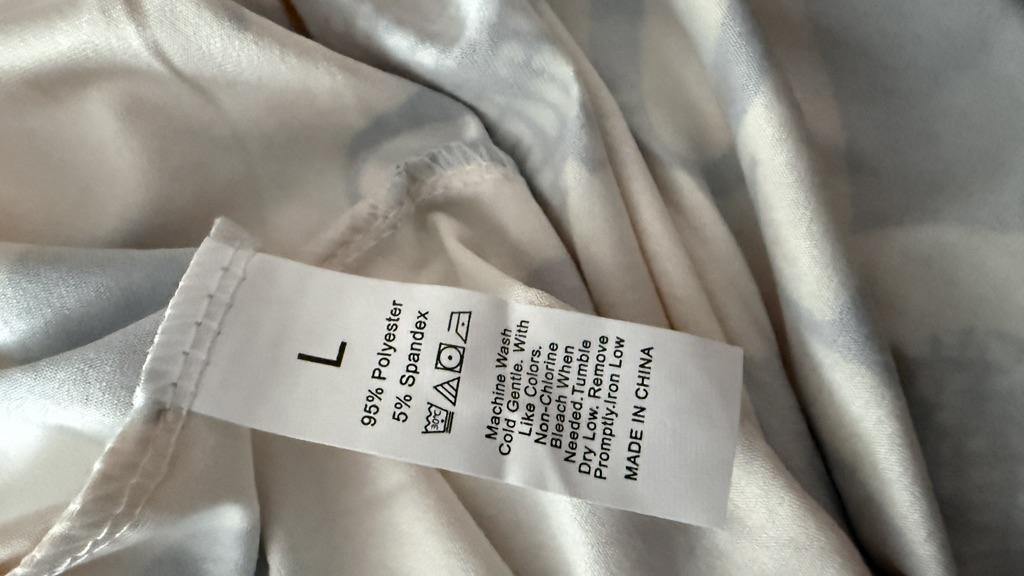 L
95% Polyester
5% Spandex
30°C
Machine Wash
Cold Gentle. With
Like Colors.
Non-Chlorine
Bleach When
Needed.Tumble
Dry Low. Remove
Promptly.Iron Low
MADE IN CHINA